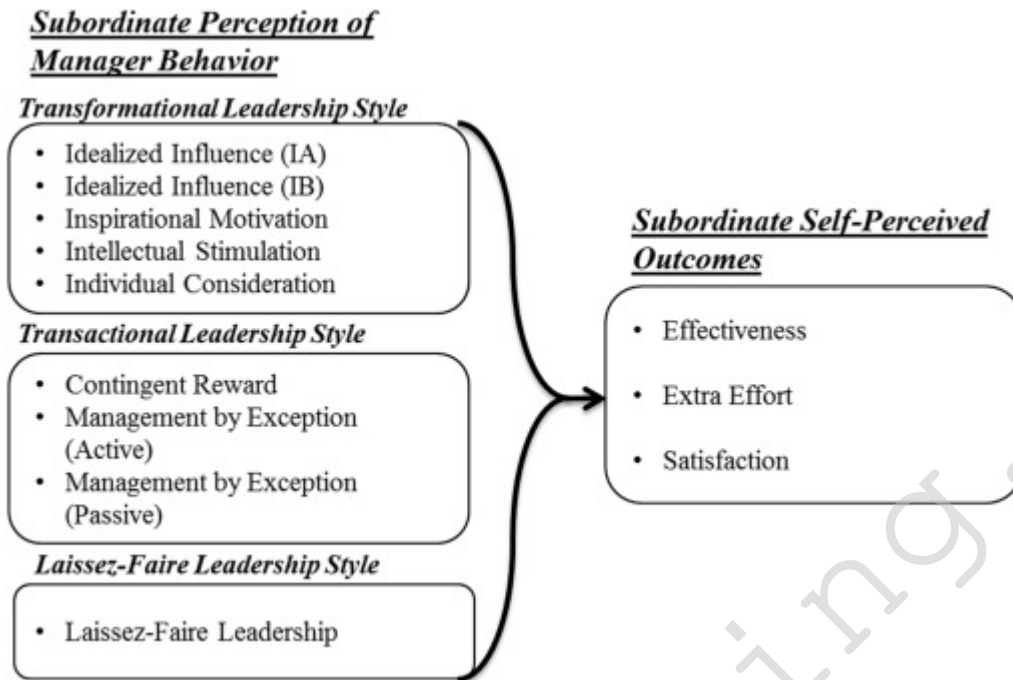 Subordinate Perception of
Manager Behavior
Transformational Leadership Style
• Idealized Influence (IA)
• Idealized Influence (IB)
• Inspirational Motivation
• Intellectual Stimulation
• Individual Consideration
Transactional Leadership Style
• Contingent Reward
• Management by Exception
(Active)
• Management by Exception
(Passive)
Laissez-Faire Leadership Style
• Laissez-Faire Leadership
Subordinate Self-Perceived
Outcomes
• Effectiveness
• Extra Effort
• Satisfaction
ing